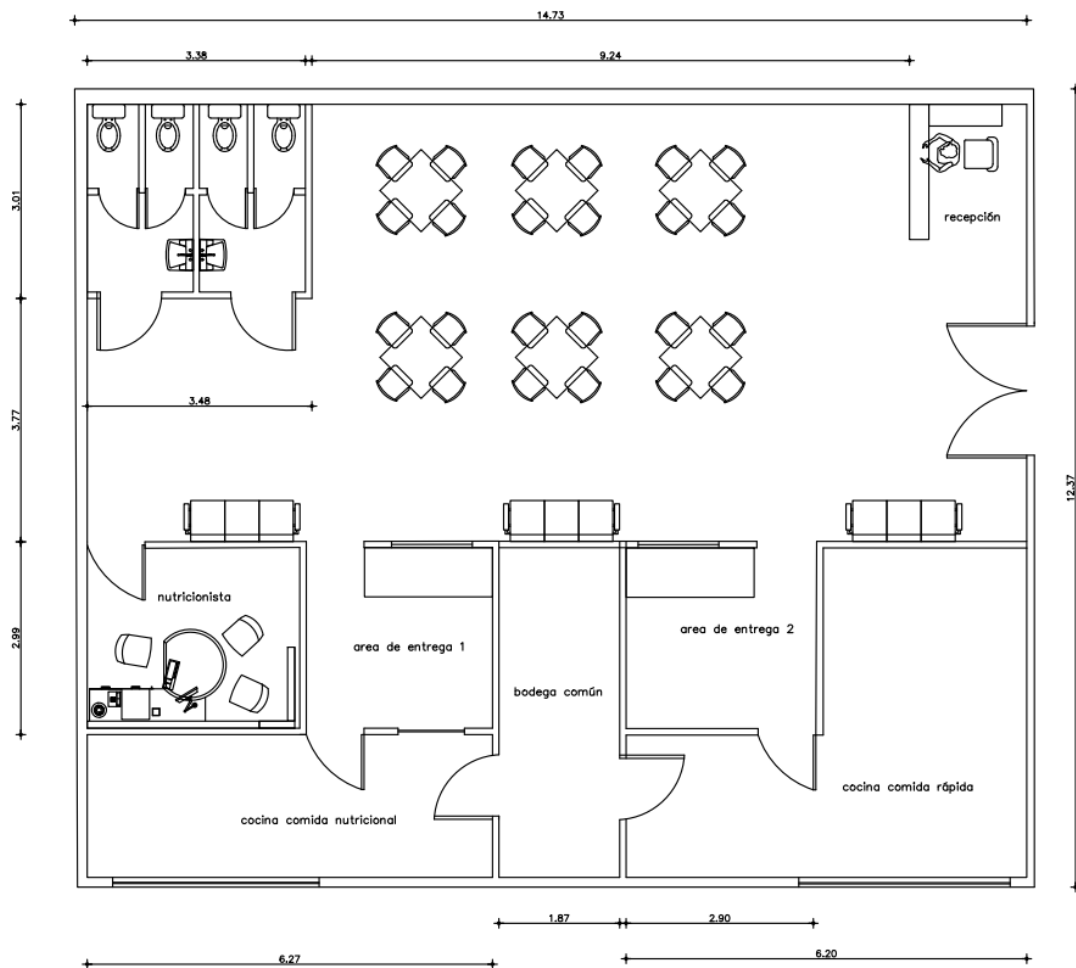 14.73
3.38
9.24
3.01
recepción
3.48
3.77
12.37
nutricionista
area de entrega 1
area de entrega 2
2.99
bodega común
cocina comida rápida
cocina comida nutricional
1.87
2.90
6.27
6.20